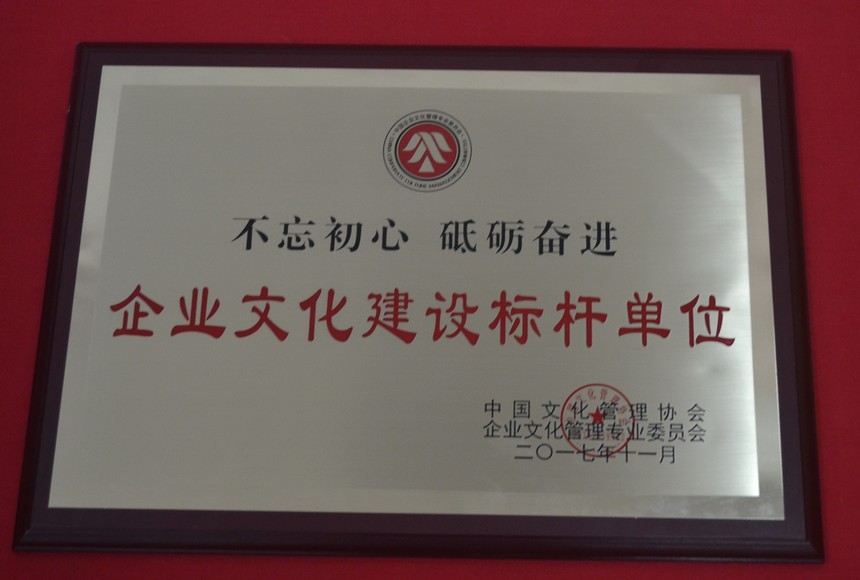 不忘初心 砥砺奋进
企业文化建设标杆单位
中国文化管理协会
企业文化管理专业委员会
二〇一七年十一月